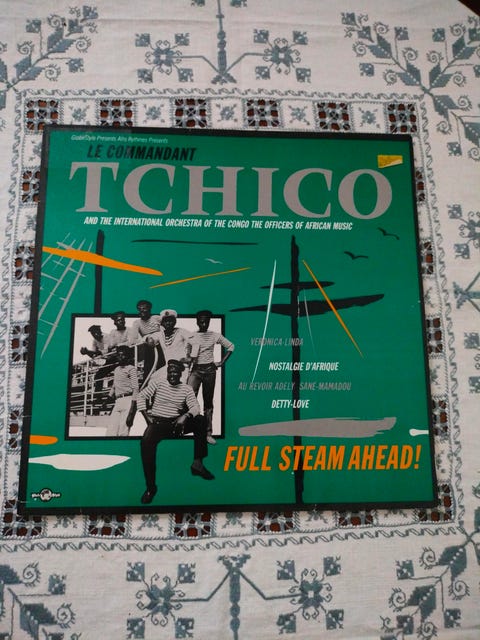 GlobeStyle Presents Afro Rythmes Presents
LE COMMANDANT
TCHICO
AND THE INTERNATIONAL ORCHESTRA OF THE CONGO THE OFFICERS OF AFRICAN MUSIC
VERONICA-LINDA
NOSTALGIE D'AFRIQUE
AU REVOIR ADELY SANE-MAMADOU
DETTY-LOVE
FULL STEAM AHEAD!